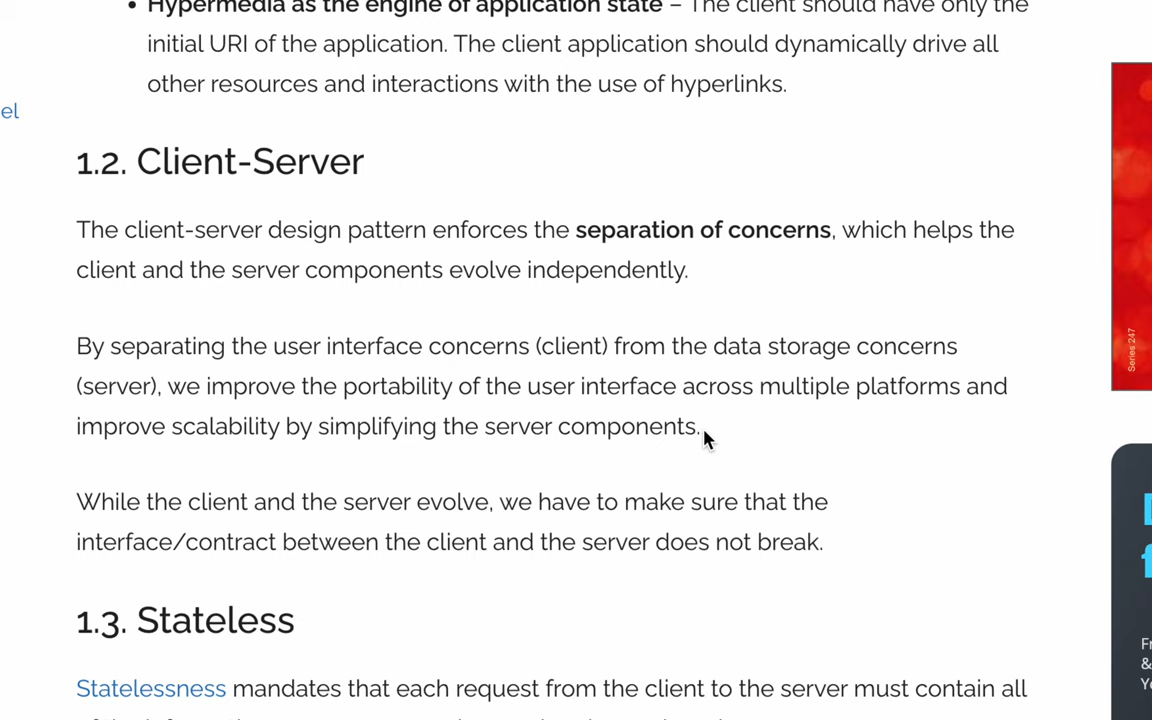 • Hypermedia as the engine of application state – The client should have only the
initial URI of the application. The client application should dynamically drive all
other resources and interactions with the use of hyperlinks.
el
1.2. Client-Server
The client-server design pattern enforces the separation of concerns, which helps the
client and the server components evolve independently.
By separating the user interface concerns (client) from the data storage concerns
(server), we improve the portability of the user interface across multiple platforms and
improve scalability by simplifying the server components.
Series 247
While the client and the server evolve, we have to make sure that the
interface/contract between the client and the server does not break.
1.3. Stateless
Fr
&
Yo
Statelessness mandates that each request from the client to the server must contain all